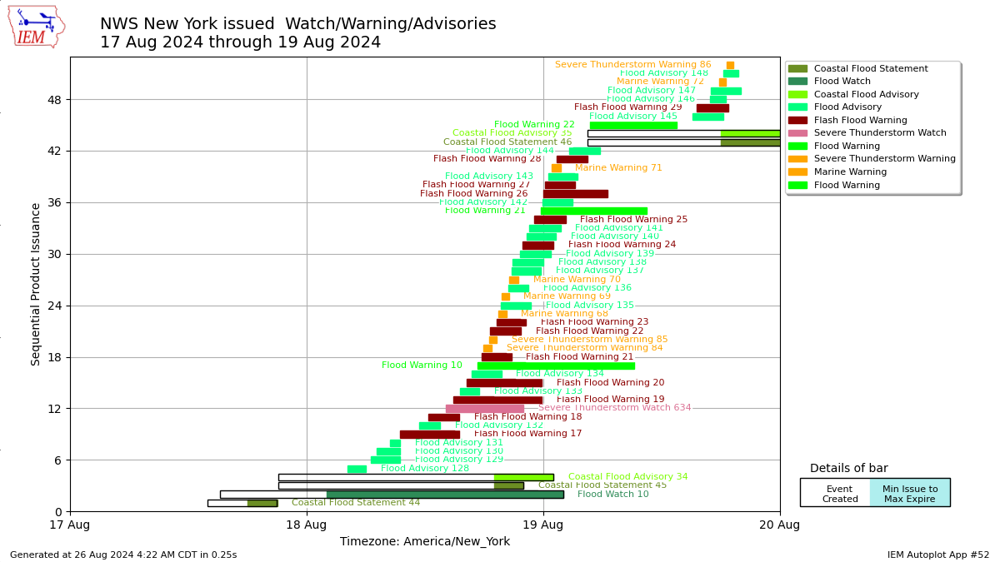 IEM
NWS New York issued  Watch/Warning/Advisories
17 Aug 2024 through 19 Aug 2024
Severe Thunderstorm Warning 86
Flood Advisory 148
Marine Warning 72
Flood Advisory 147
Flood Advisory 146
Flash Flood Warning 29
Flood Advisory 145
Flood Warning 22
Coastal Flood Advisory 35
Coastal Flood Statement 46
Flood Advisory 144
Flash Flood Warning 28
Marine Warning 71
Flood Advisory 143
Flash Flood Warning 27
Flash Flood Warning 26
Flood Advisory 142
Flood Warning 21
Flash Flood Warning 25
Flood Advisory 141
Flood Advisory 140
Flash Flood Warning 24
Flood Advisory 139
Flood Advisory 138
Flood Advisory 137
Marine Warning 70
Flood Advisory 136
Marine Warning 69
Flood Advisory 135
Marine Warning 68
Flash Flood Warning 23
Flash Flood Warning 22
Severe Thunderstorm Warning 85
Severe Thunderstorm Warning 84
Flash Flood Warning 21
Flood Warning 10
Flood Advisory 134
Flash Flood Warning 20
Flood Advisory 133
Flash Flood Warning 19
Severe Thunderstorm Watch 634
Flash Flood Warning 18
Flood Advisory 132
Flash Flood Warning 17
Flood Advisory 131
Flood Advisory 130
Flood Advisory 129
Flood Advisory 128
Coastal Flood Advisory 34
Coastal Flood Statement 45
Flood Watch 10
Coastal Flood Statement 44
48
42
36
30
24
18
12
6
0
Sequential Product Issuance
17 Aug
18 Aug
19 Aug
20 Aug
Timezone: America/New_York
Coastal Flood Statement
Flood Watch
Coastal Flood Advisory
Flood Advisory
Flash Flood Warning
Severe Thunderstorm Watch
Flood Warning
Severe Thunderstorm Warning
Marine Warning
Flood Warning
Details of bar
Event
Created
Min Issue to
Max Expire
Generated at 26 Aug 2024 4:22 AM CDT in 0.25s
IEM Autoplot App #52